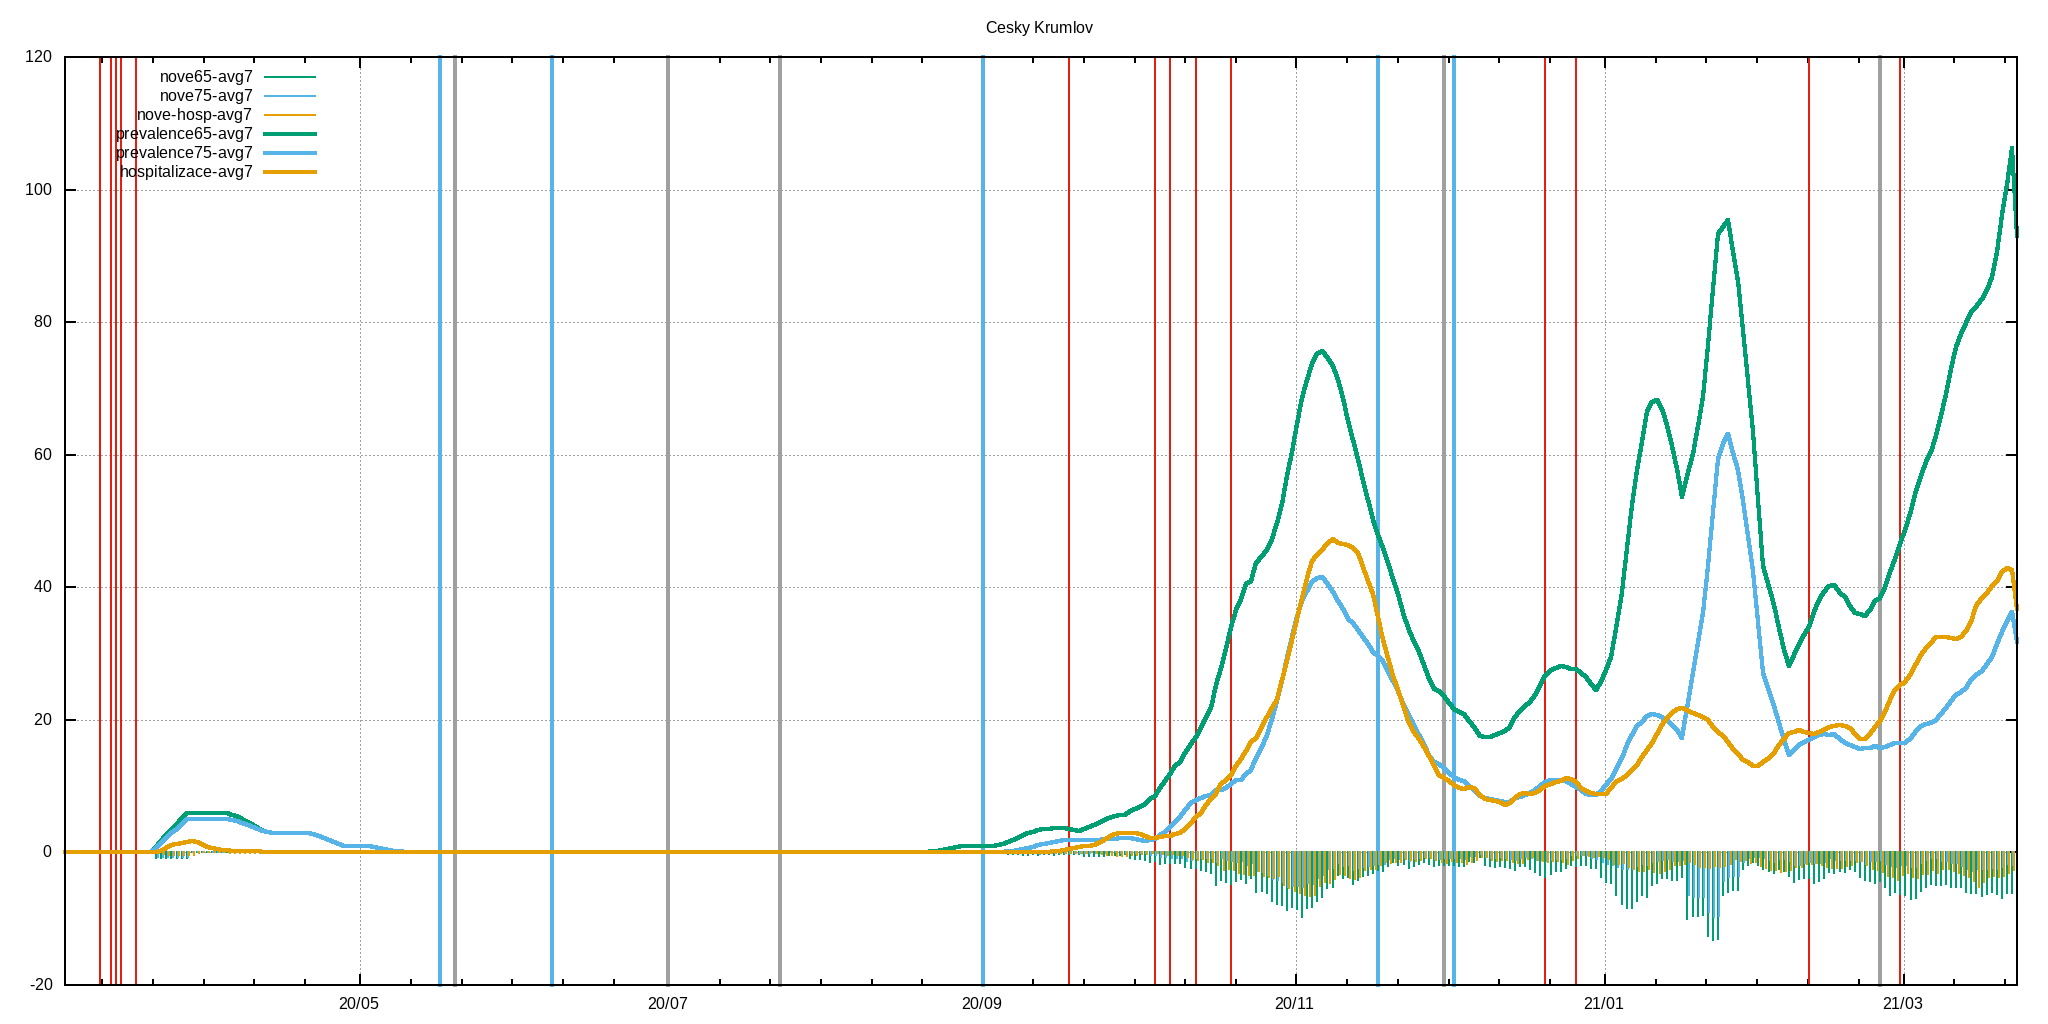 Cesky Krumlov
120
100
80
60
40
20
0
-20
nove65-avg7
nove75-avg7
nove-hosp-avg7
prevalence65-avg7
prevalence75-avg7
hospitalizace-avg7
20/05 20/07 20/09 20/11 21/01 21/03